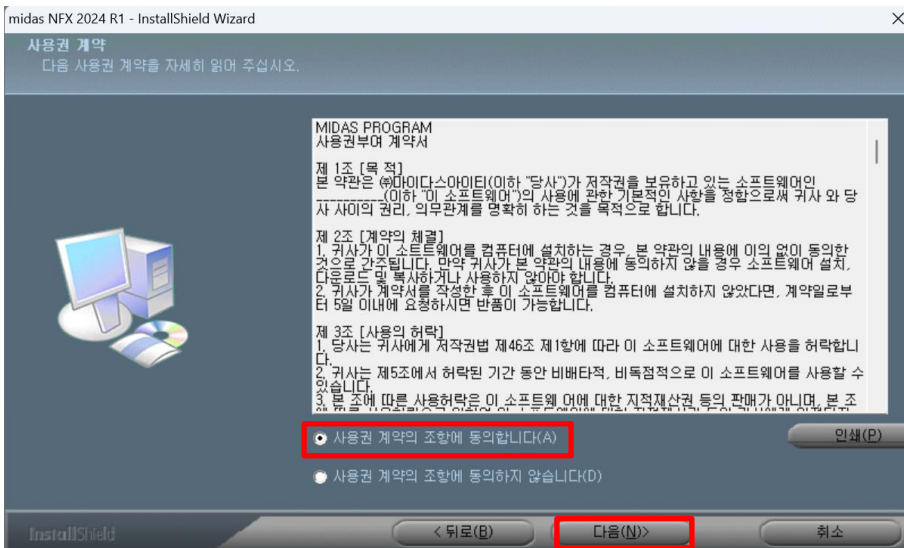 midas NFX 2024 R1 - InstallShield Wizard
사용권 계약
다음 사용권 계약을 자세히 읽어 주십시오.
MIDAS PROGRAM
사용권부여 계약서
제 1조 [목 적]
본 약관은 ㈜마이다스아이티(이하 "당사")가 저작권을 보유하고 있는 소프트웨어인
__________(이하 "이 소프트웨어")의 사용에 관한 기본적인 사항을 정함으로써 귀사 와 당
사 사이의 권리, 의무관계를 명확히 하는 것을 목적으로 합니다.
제 2조 [계약의 체결]
1. 귀사가 이 소프트웨어를 컴퓨터에 설치하는 경우, 본 약관의 내용에 이의 없이 동의한
것으로 간주됩니다. 만약 귀사가 본 약관의 내용에 동의하지 않을 경우 소프트웨어 설치,
다운로드 및 복사하거나 사용하지 않아야 합니다.
2. 귀사가 계약서를 작성한 후 이 소프트웨어를 컴퓨터에 설치하지 않았다면, 계약일로부
터 5일 이내에 요청하시면 반품이 가능합니다.
제 3조 [사용의 허락]
1. 당사는 귀사에게 저작권법 제46조 제1항에 따라 이 소프트웨어에 대한 사용을 허락합니
다.
2. 귀사는 제5조에서 허락된 기간 동안 비배타적, 비독점적으로 이 소프트웨어를 사용할 수
있습니다.
3. 본 조에 따른 사용허락은 이 소프트웨 어에 대한 지적재산권 등의 판매가 아니며, 본 조
사용권 계약의 조항에 동의합니다(A)
인쇄(P)
사용권 계약의 조항에 동의하지 않습니다(D)
InstallShield
< 뒤로(B)
다음(N)>
취소